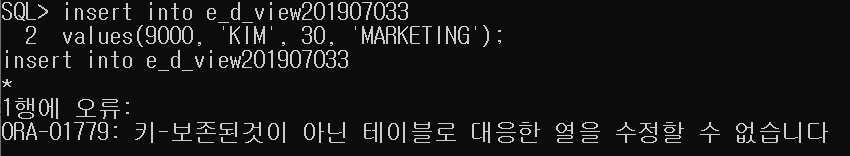 SQL> insert into e_d_view201907033
  2  values(9000, 'KIM', 30, 'MARKETING');
insert into e_d_view201907033
*
1행에 오류:
ORA-01779: 키-보존된것이 아닌 테이블로 대응한 열을 수정할 수 없습니다